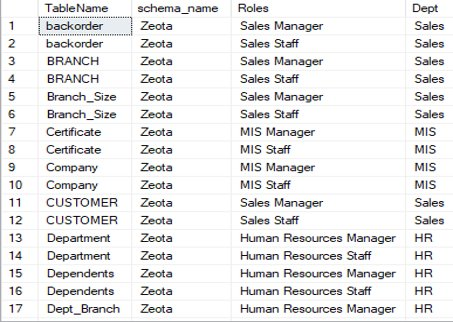 TableName schema_name Roles Dept
1 backorder Zeota Sales Manager Sales
2 backorder Zeota Sales Staff Sales
3 BRANCH Zeota Sales Manager Sales
4 BRANCH Zeota Sales Staff Sales
5 Branch_Size Zeota Sales Manager Sales
6 Branch_Size Zeota Sales Staff Sales
7 Certificate Zeota MIS Manager MIS
8 Certificate Zeota MIS Staff MIS
9 Company Zeota MIS Manager MIS
10 Company Zeota MIS Staff MIS
11 CUSTOMER Zeota Sales Manager Sales
12 CUSTOMER Zeota Sales Staff Sales
13 Department Zeota Human Resources Manager HR
14 Department Zeota Human Resources Staff HR
15 Dependents Zeota Human Resources Manager HR
16 Dependents Zeota Human Resources Staff HR
17 Dept_Branch Zeota Human Resources Manager HR